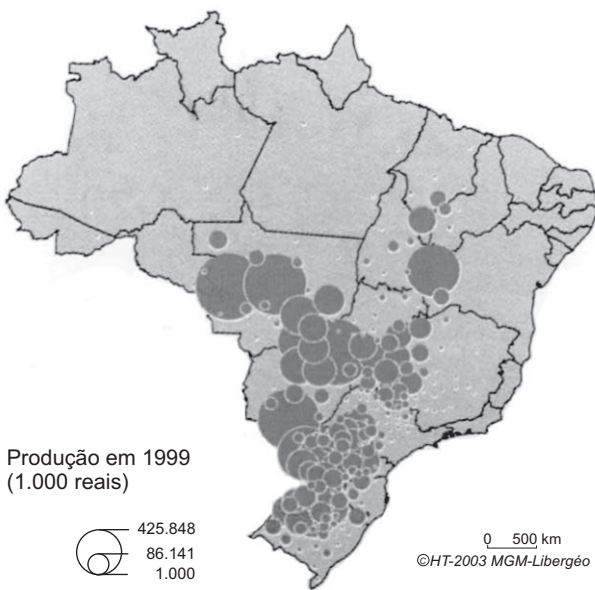 Produção em 1999
(1.000 reais)
425.848
86.141
1.000
0 500 km
©HT-2003 MGM-Libergéo